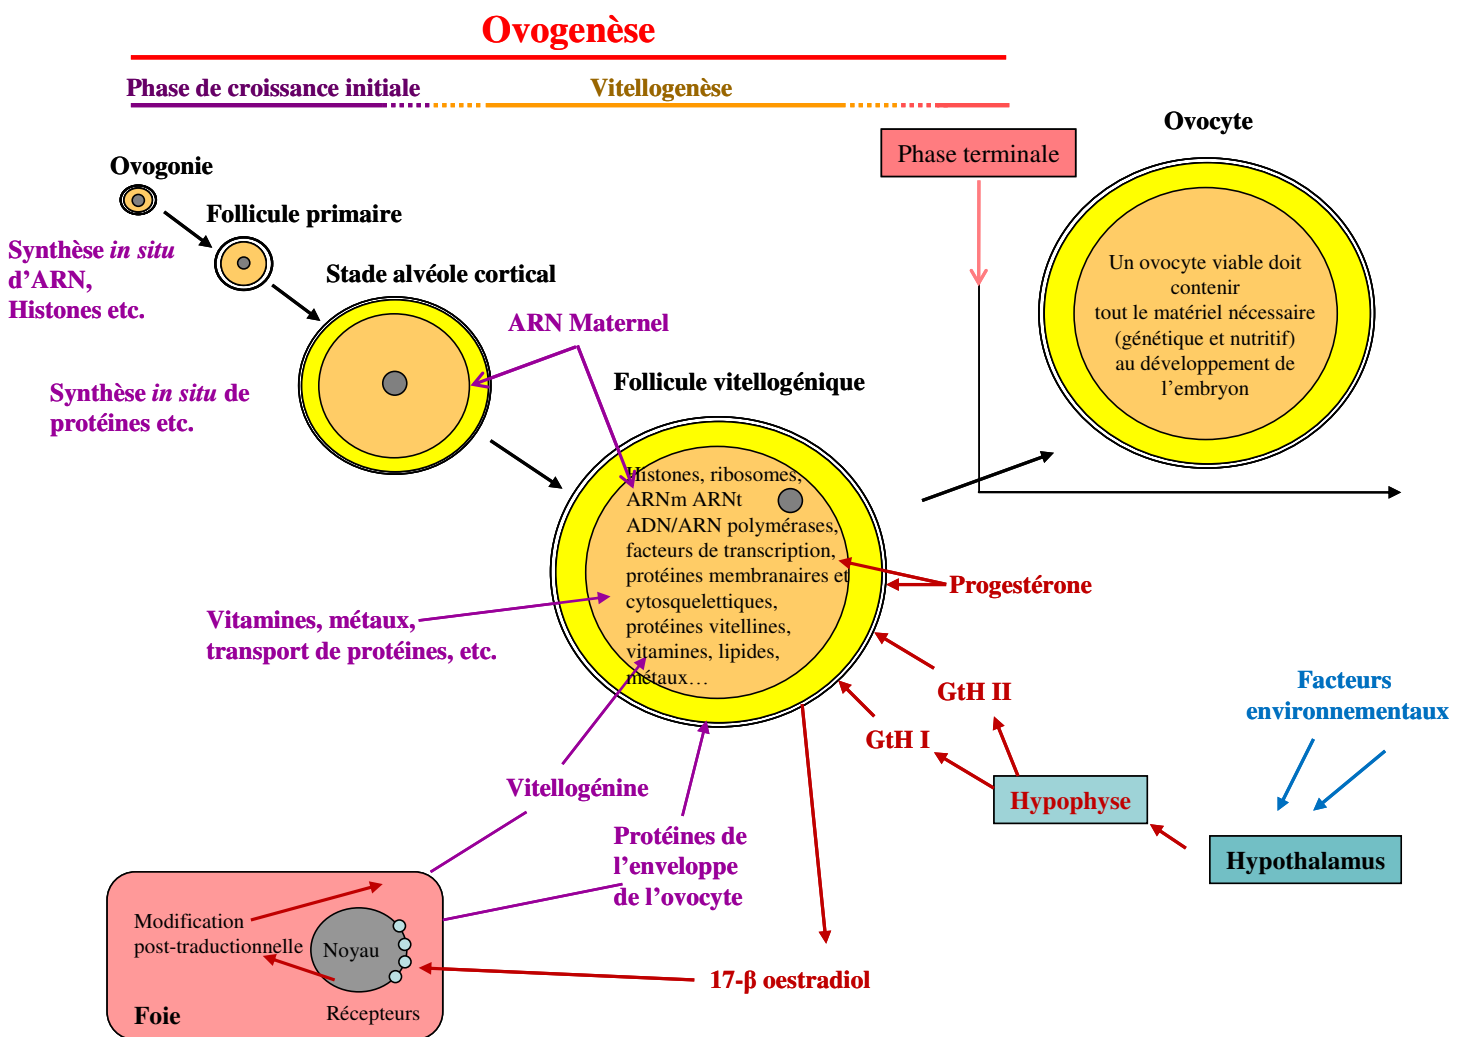 Ovogenèse
Phase de croissance initiale
Vitellogenèse
Ovocyte
Phase terminale
Ovogonie
Follicule primaire
Synthèse in situ
d’ARN,
Histones etc.
Stade alvéole cortical
Un ovocyte viable doit
contenir
tout le matériel nécessaire
(génétique et nutritif)
au développement de
l’embryon
ARN Maternel
Follicule vitellogénique
Synthèse in situ de
protéines etc.
Histones, ribosomes,
ARNm ARNt
ADN/ARN polymérases,
facteurs de transcription,
protéines membranaires et
cytosquelettiques,
protéines vitellines,
vitamines, lipides,
métaux…
Progestérone
Vitamines, métaux,
transport de protéines, etc.
GtH II
GtH I
Facteurs
environnementaux
Vitellogénine
Hypophyse
Protéines de
l’enveloppe
de l’ovocyte
Hypothalamus
Modification
post-traductionnelle
Noyau
17-β oestradiol
Foie
Récepteurs